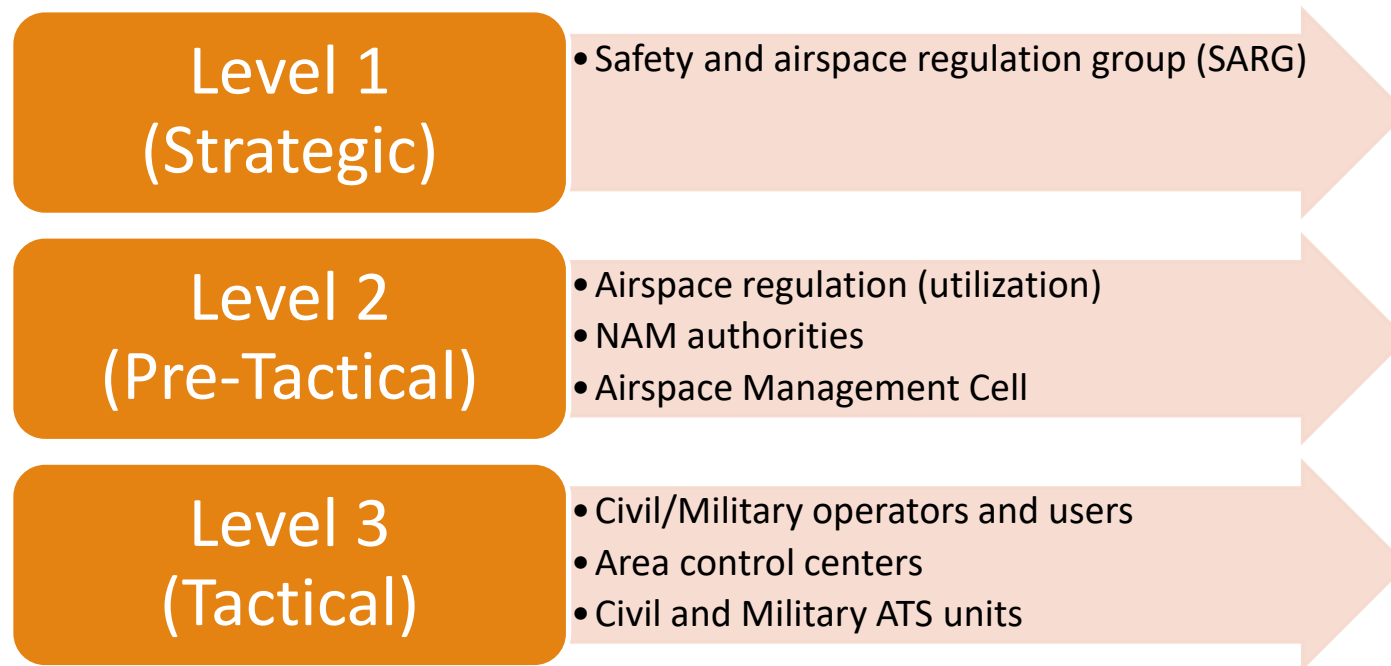 Level 1
(Strategic)
• Safety and airspace regulation group (SARG)
Level 2
(Pre-Tactical)
• Airspace regulation (utilization)
• NAM authorities
• Airspace Management Cell
Level 3
(Tactical)
• Civil/Military operators and users
• Area control centers
• Civil and Military ATS units